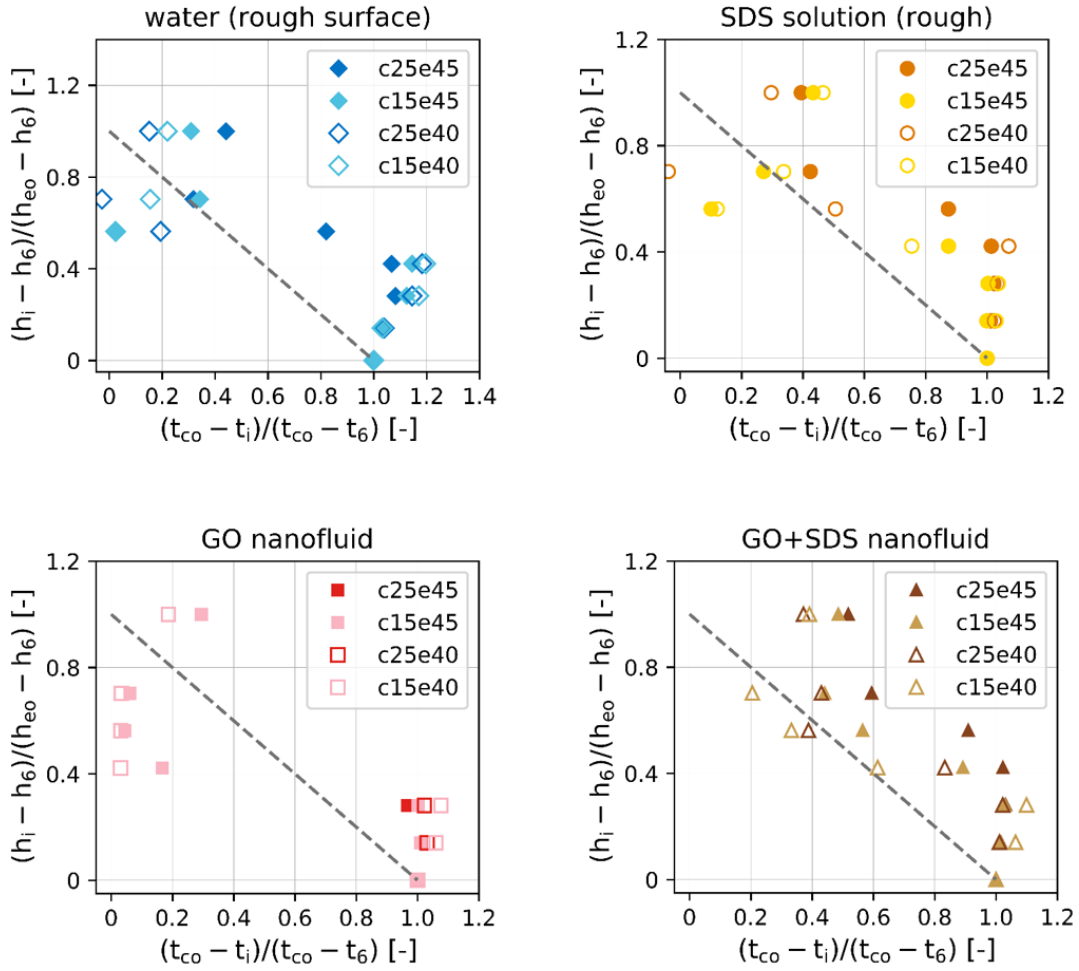 water (rough surface)
1.2
0.8
0.4
0
0 0.2 0.4 0.6 0.8 1.0 1.2 1.4
(h_i − h_6)/(h_eo − h_6) [-]
(t_co − t_i)/(t_co − t_6) [-]
c25e45
c15e45
c25e40
c15e40
SDS solution (rough)
1.2
0.8
0.4
0
0 0.2 0.4 0.6 0.8 1.0 1.2
(h_i − h_6)/(h_eo − h_6) [-]
(t_co − t_i)/(t_co − t_6) [-]
c25e45
c15e45
c25e40
c15e40
GO nanofluid
1.2
0.8
0.4
0
0 0.2 0.4 0.6 0.8 1.0 1.2
(h_i − h_6)/(h_eo − h_6) [-]
(t_co − t_i)/(t_co − t_6) [-]
c25e45
c15e45
c25e40
c15e40
GO+SDS nanofluid
1.2
0.8
0.4
0
0 0.2 0.4 0.6 0.8 1.0 1.2
(h_i − h_6)/(h_eo − h_6) [-]
(t_co − t_i)/(t_co − t_6) [-]
c25e45
c15e45
c25e40
c15e40